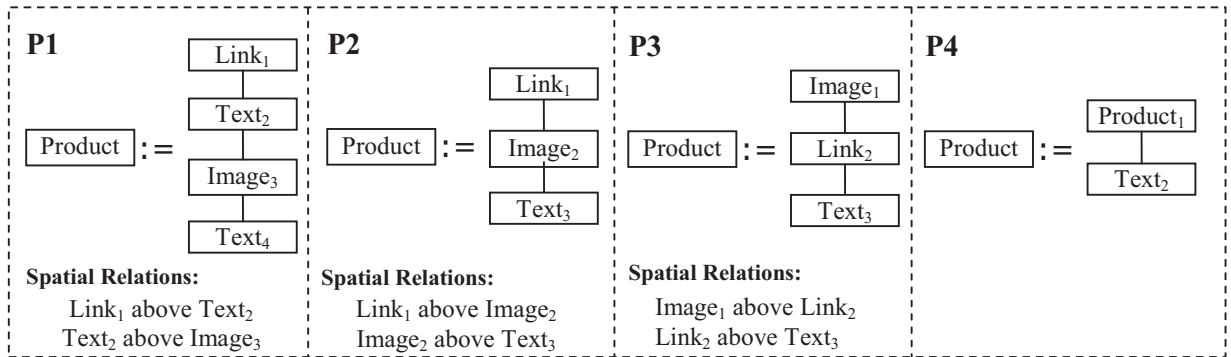 P1
Link₁
Text₂
Product :=
Image₃
Text₄
Spatial Relations:
Link₁ above Text₂
Text₂ above Image₃
P2
Link₁
Product := Image₂
Text₃
Spatial Relations:
Link₁ above Image₂
Image₂ above Text₃
P3
Image₁
Product := Link₂
Text₃
Spatial Relations:
Image₁ above Link₂
Link₂ above Text₃
P4
Product₁
Product :=
Text₂